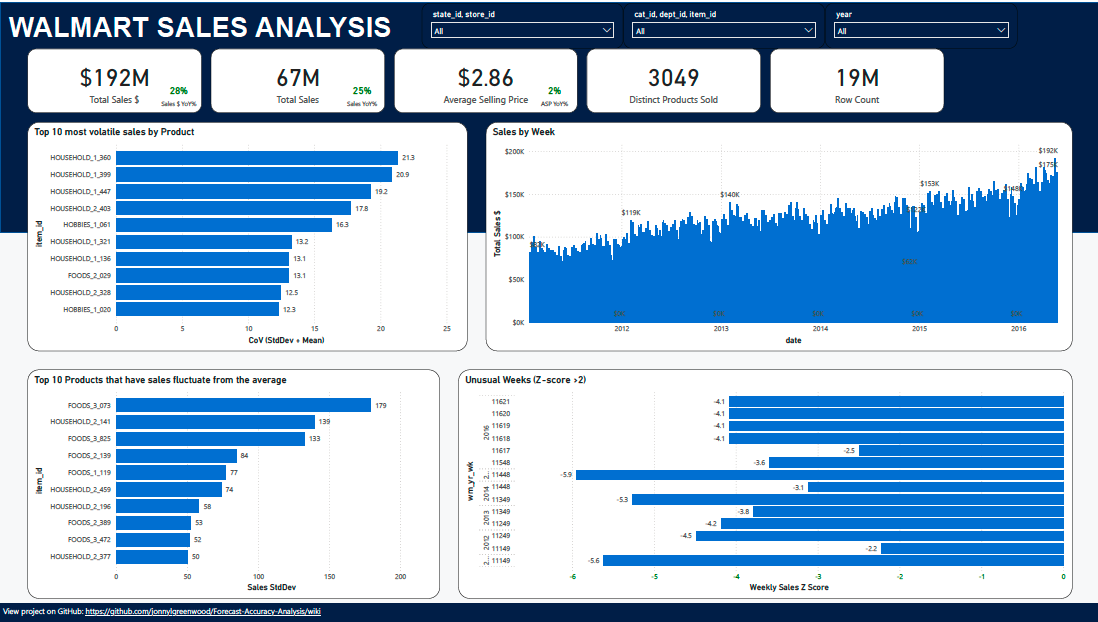 WALMART SALES ANALYSIS
state_id, store_id
All
cat_id, dept_id, item_id
All
year
All
$192M
Total Sales $
28%
Sales $ YoY%
67M
Total Sales
25%
Sales YoY%
$2.86
Average Selling Price
2%
ASP YoY%
3049
Distinct Products Sold
19M
Row Count
Top 10 most volatile sales by Product
item_id
HOUSEHOLD_1_360 21.3
HOUSEHOLD_1_399 20.9
HOUSEHOLD_1_447 19.2
HOUSEHOLD_2_403 17.8
HOBBIES_1_061 16.3
HOUSEHOLD_1_321 13.2
HOUSEHOLD_1_136 13.1
FOODS_2_029 13.1
HOUSEHOLD_2_328 12.5
HOBBIES_1_020 12.3
0 5 10 15 20 25
CoV (StdDev ÷ Mean)
Sales by Week
Total Sales $
$200K
$150K
$100K
$50K
$0K
$119K
$140K
$153K
$192K
$175K
2012 2013 2014 2015 2016
date
Top 10 Products that have sales fluctuate from the average
item_id
FOODS_3_073 179
HOUSEHOLD_2_141 139
FOODS_3_825 133
FOODS_2_139 84
FOODS_1_119 77
HOUSEHOLD_2_459 74
HOUSEHOLD_2_196 58
FOODS_2_389 53
FOODS_3_472 52
HOUSEHOLD_2_377 50
0 50 100 150 200
Sales StdDev
Unusual Weeks (Z-score >2)
wm_yr_wk
2016
11621 -4.1
11620 -4.1
11619 -4.1
11618 -4.1
11617 -2.5
11548 -3.6
2...
11448 -5.9
2014
11448 -3.1
11349 -5.3
2013
11349 -3.8
11249 -4.2
2012
11249 -4.5
11149 -2.2
2...
11149 -5.6
-6 -5 -4 -3 -2 -1 0
Weekly Sales Z Score
View project on GitHub: https://github.com/jonnylgreenwood/Forecast-Accuracy-Analysis/wiki